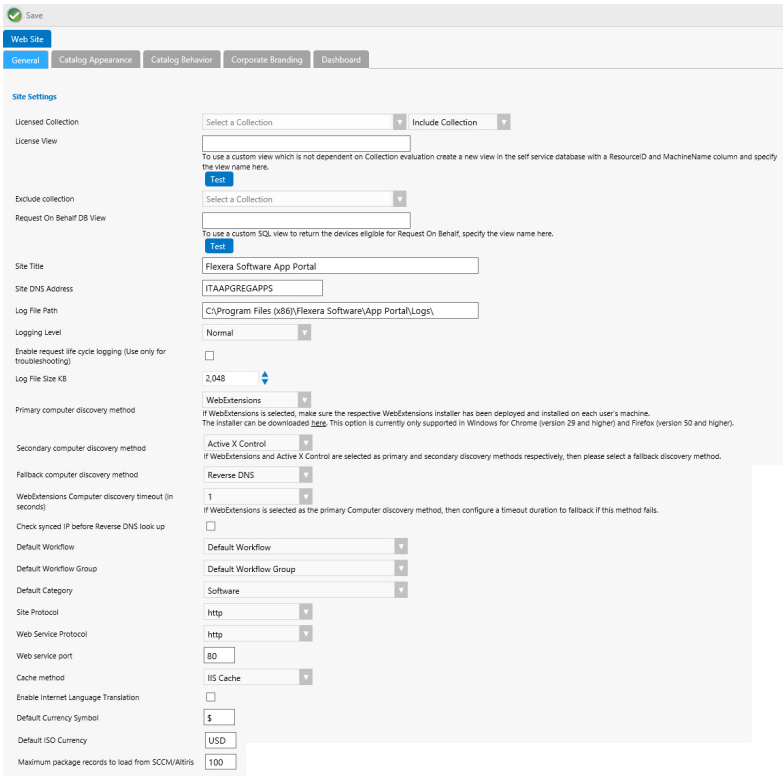 Save
Web Site
General Catalog Appearance Catalog Behavior Corporate Branding Dashboard
Site Settings
Licensed Collection Select a Collection Include Collection
License View
To use a custom view which is not dependent on Collection evaluation create a new view in the self service database with a ResourceID and MachineName column and specify
the view name here.
Test
Exclude collection Select a Collection
Request On Behalf DB View
To use a custom SQL view to return the devices eligible for Request On Behalf, specify the view name here.
Test
Site Title Flexera Software App Portal
Site DNS Address ITAAPGREGAPPS
Log File Path C:\Program Files (x86)\Flexera Software\App Portal\Logs\
Logging Level Normal
Enable request life cycle logging (Use only for
troubleshooting)
Log File Size KB 2,048
Primary computer discovery method WebExtensions
If WebExtensions is selected, make sure the respective WebExtensions installer has been deployed and installed on each user's machine.
The installer can be downloaded here. This option is currently only supported in Windows for Chrome (version 29 and higher) and Firefox (version 50 and higher).
Secondary computer discovery method Active X Control
If WebExtensions and Active X Control are selected as primary and secondary discovery methods respectively, then please select a fallback discovery method.
Fallback computer discovery method Reverse DNS
WebExtensions Computer discovery timeout (in
seconds) 1
If WebExtensions is selected as the primary Computer discovery method, then configure a timeout duration to fallback if this method fails.
Check synced IP before Reverse DNS look up
Default Workflow Default Workflow
Default Workflow Group Default Workflow Group
Default Category Software
Site Protocol http
Web Service Protocol http
Web service port 80
Cache method IIS Cache
Enable Internet Language Translation
Default Currency Symbol $
Default ISO Currency USD
Maximum package records to load from SCCM/Altiris 100